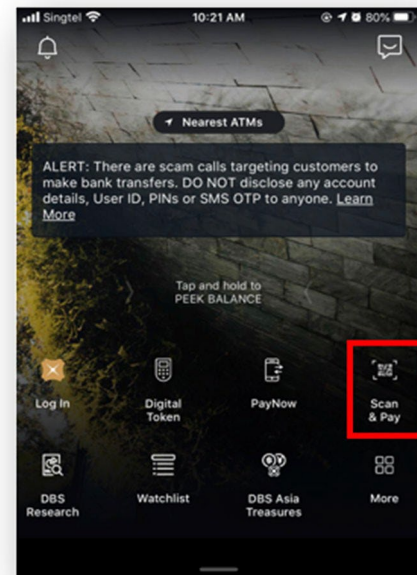 Singtel 10:21 AM 80%
Nearest ATMs
ALERT: There are scam calls targeting customers to
make bank transfers. DO NOT disclose any account
details, User ID, PINs or SMS OTP to anyone. Learn
More
Tap and hold to
PEEK BALANCE
Log In Digital PayNow Scan
Token & Pay
DBS Watchlist DBS Asia More
Research Treasures